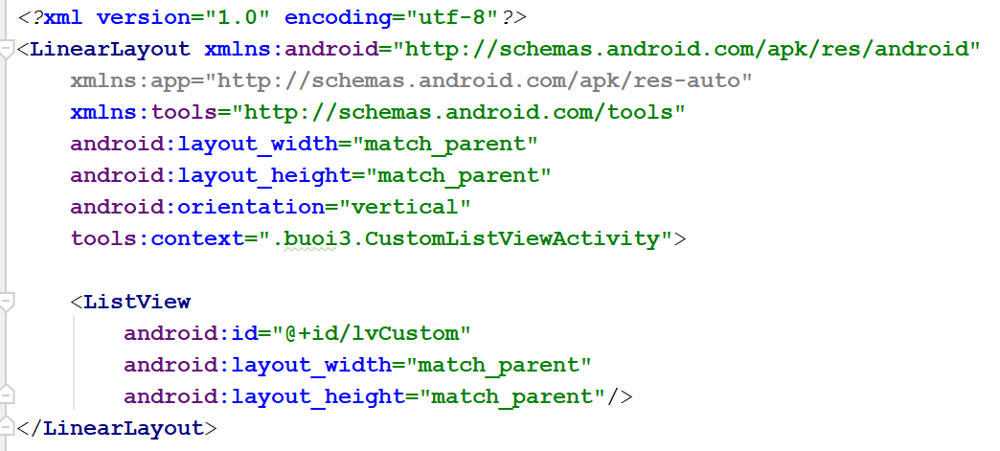 <?xml version="1.0" encoding="utf-8"?>
<LinearLayout xmlns:android="http://schemas.android.com/apk/res/android"
    xmlns:app="http://schemas.android.com/apk/res-auto"
    xmlns:tools="http://schemas.android.com/tools"
    android:layout_width="match_parent"
    android:layout_height="match_parent"
    android:orientation="vertical"
    tools:context=".buoi3.CustomListViewActivity">

    <ListView
        android:id="@+id/lvCustom"
        android:layout_width="match_parent"
        android:layout_height="match_parent"/>
</LinearLayout>